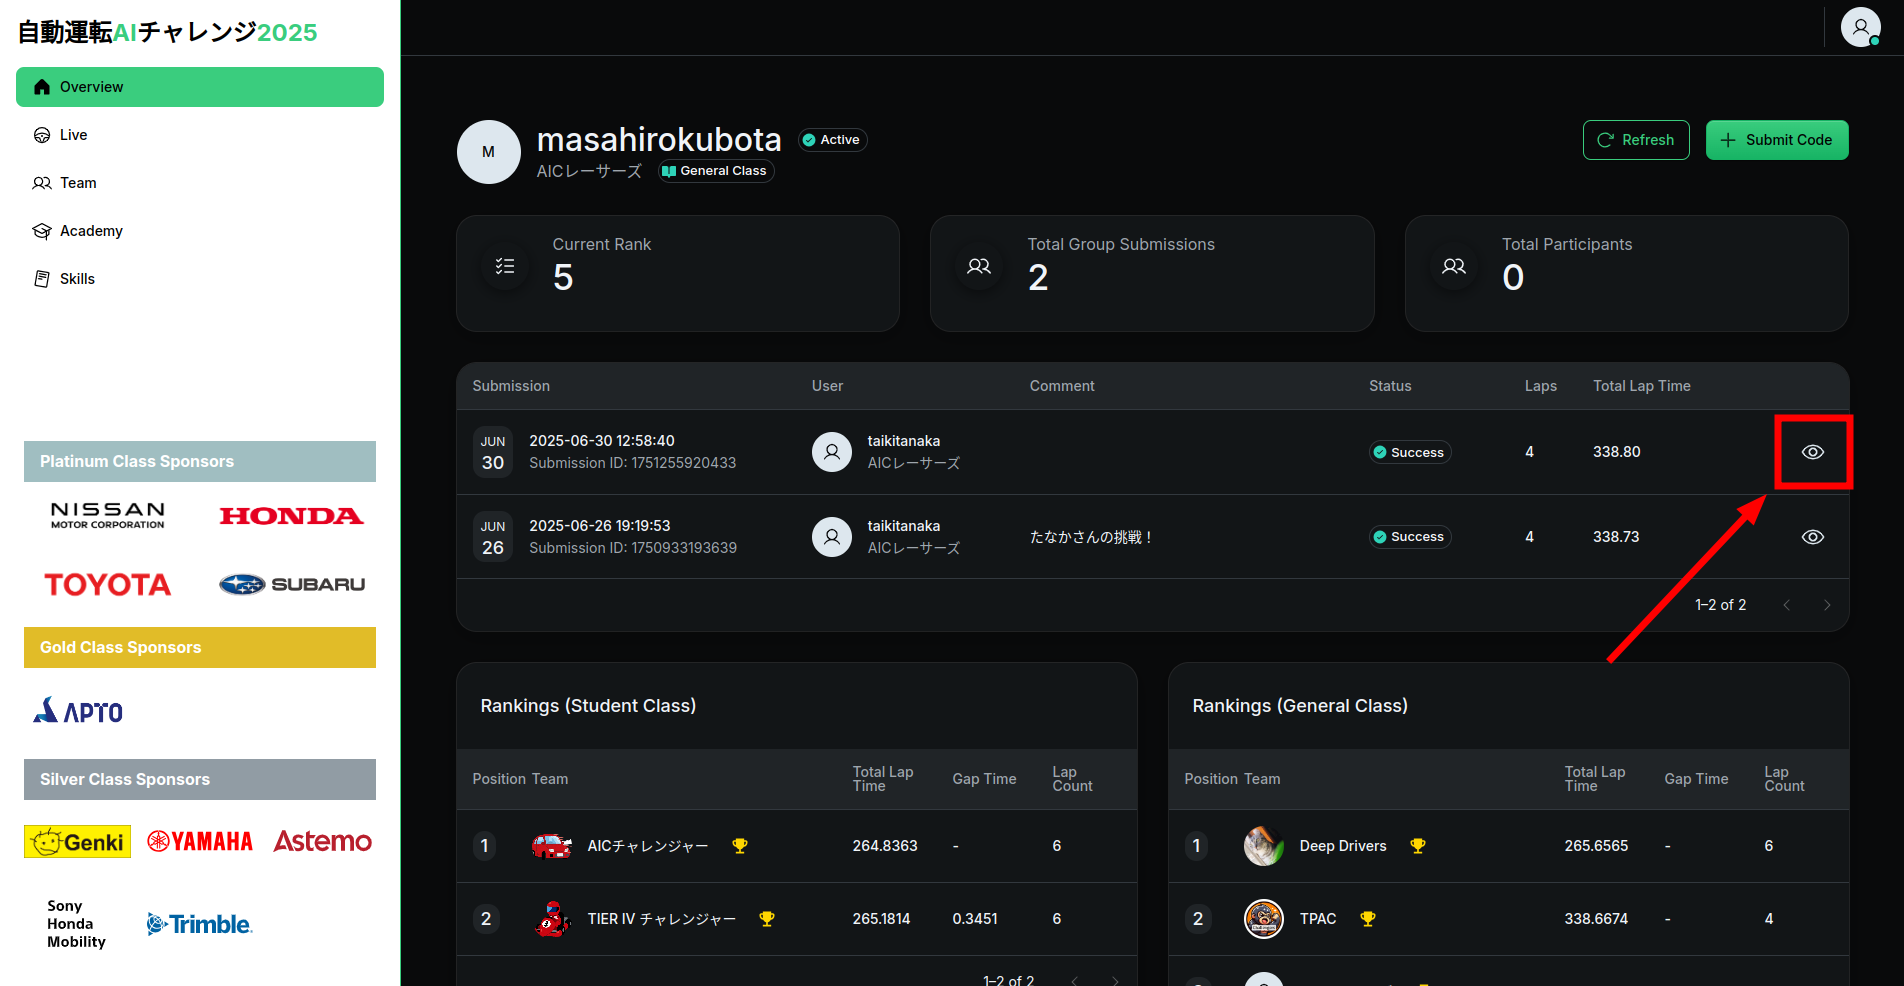 自動運転AIチャレンジ2025
Overview
Live
Team
Academy
Skills
Platinum Class Sponsors
NISSAN
MOTOR CORPORATION
HONDA
TOYOTA
SUBARU
Gold Class Sponsors
APTO
Silver Class Sponsors
Genki
YAMAHA
Astemo
Sony
Honda
Mobility
Trimble
M
masahirokubota
Active
AICレーサーズ
General Class
Refresh
Submit Code
Current Rank
5
Total Group Submissions
2
Total Participants
0
Submission User Comment Status Laps Total Lap Time
JUN
30
2025-06-30 12:58:40
Submission ID: 1751255920433
taikitanaka
AICレーサーズ
Success
4
338.80
JUN
26
2025-06-26 19:19:53
Submission ID: 1750933193639
taikitanaka
AICレーサーズ
たなかさんの挑戦！
Success
4
338.73
1–2 of 2
Rankings (Student Class)
Position Team Total Lap Time Gap Time Lap Count
1 AICチャレンジャー 264.8363 - 6
2 TIER IV チャレンジャー 265.1814 0.3451 6
1–2 of 2
Rankings (General Class)
Position Team Total Lap Time Gap Time Lap Count
1 Deep Drivers 265.6565 - 6
2 TPAC 338.6674 - 4